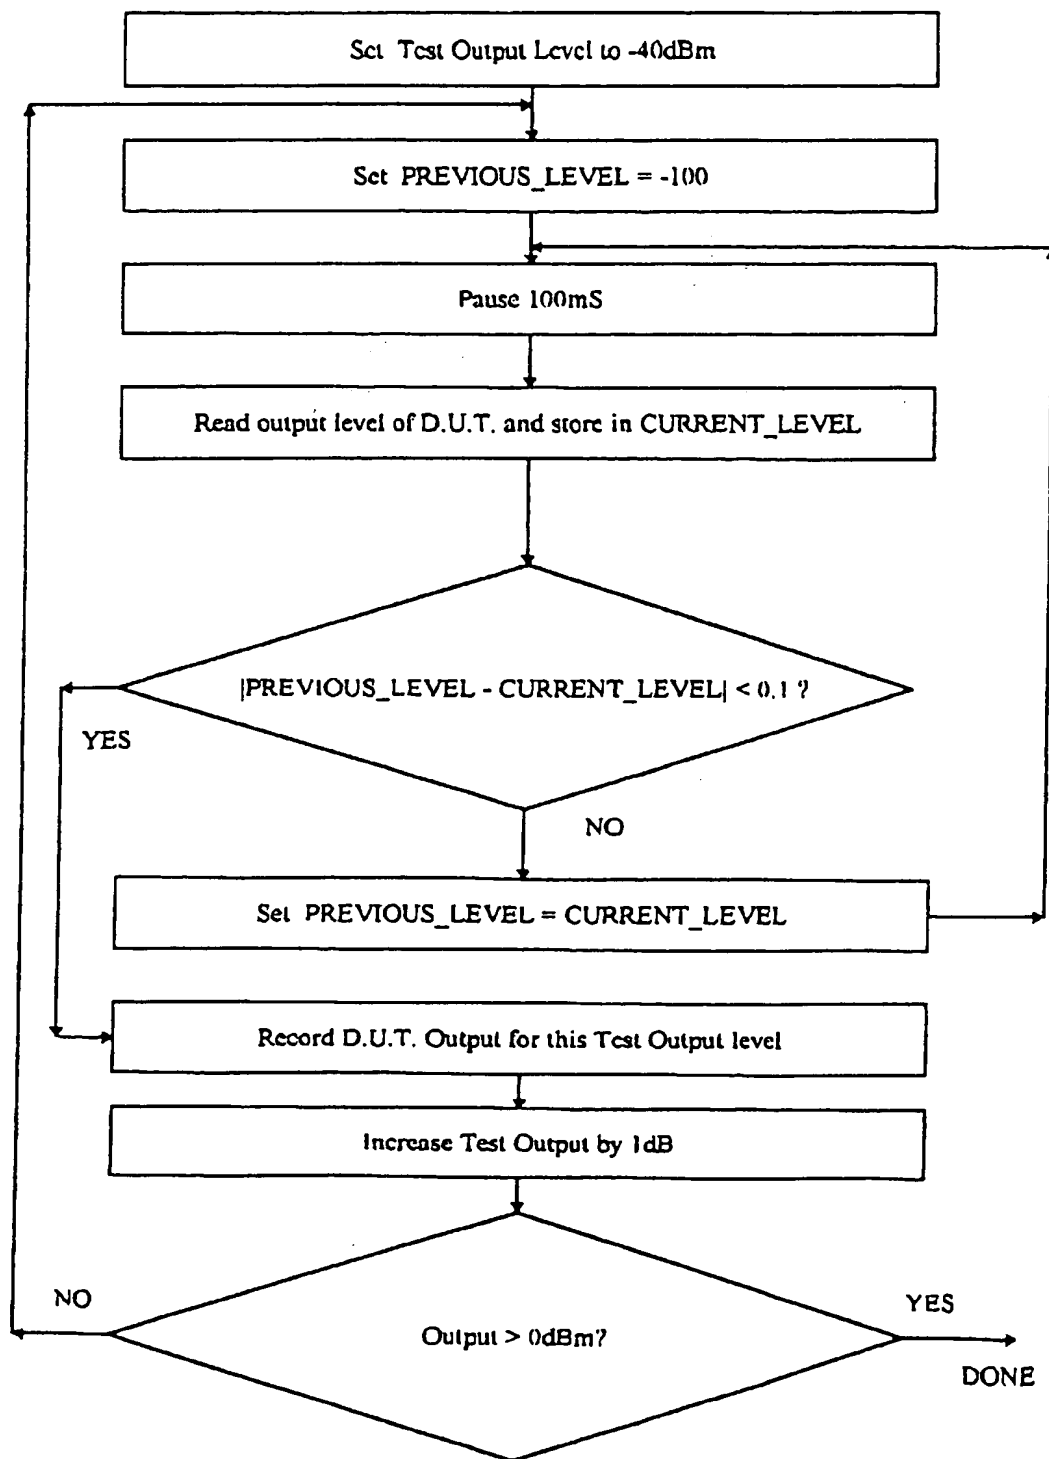 Set Test Output Level to -40dBm
Set PREVIOUS_LEVEL = -100
Pause 100mS
Read output level of D.U.T. and store in CURRENT_LEVEL
|PREVIOUS_LEVEL - CURRENT_LEVEL| < 0.1 ?
YES
NO
Set PREVIOUS_LEVEL = CURRENT_LEVEL
Record D.U.T. Output for this Test Output level
Increase Test Output by 1dB
NO
YES
Output > 0dBm?
DONE